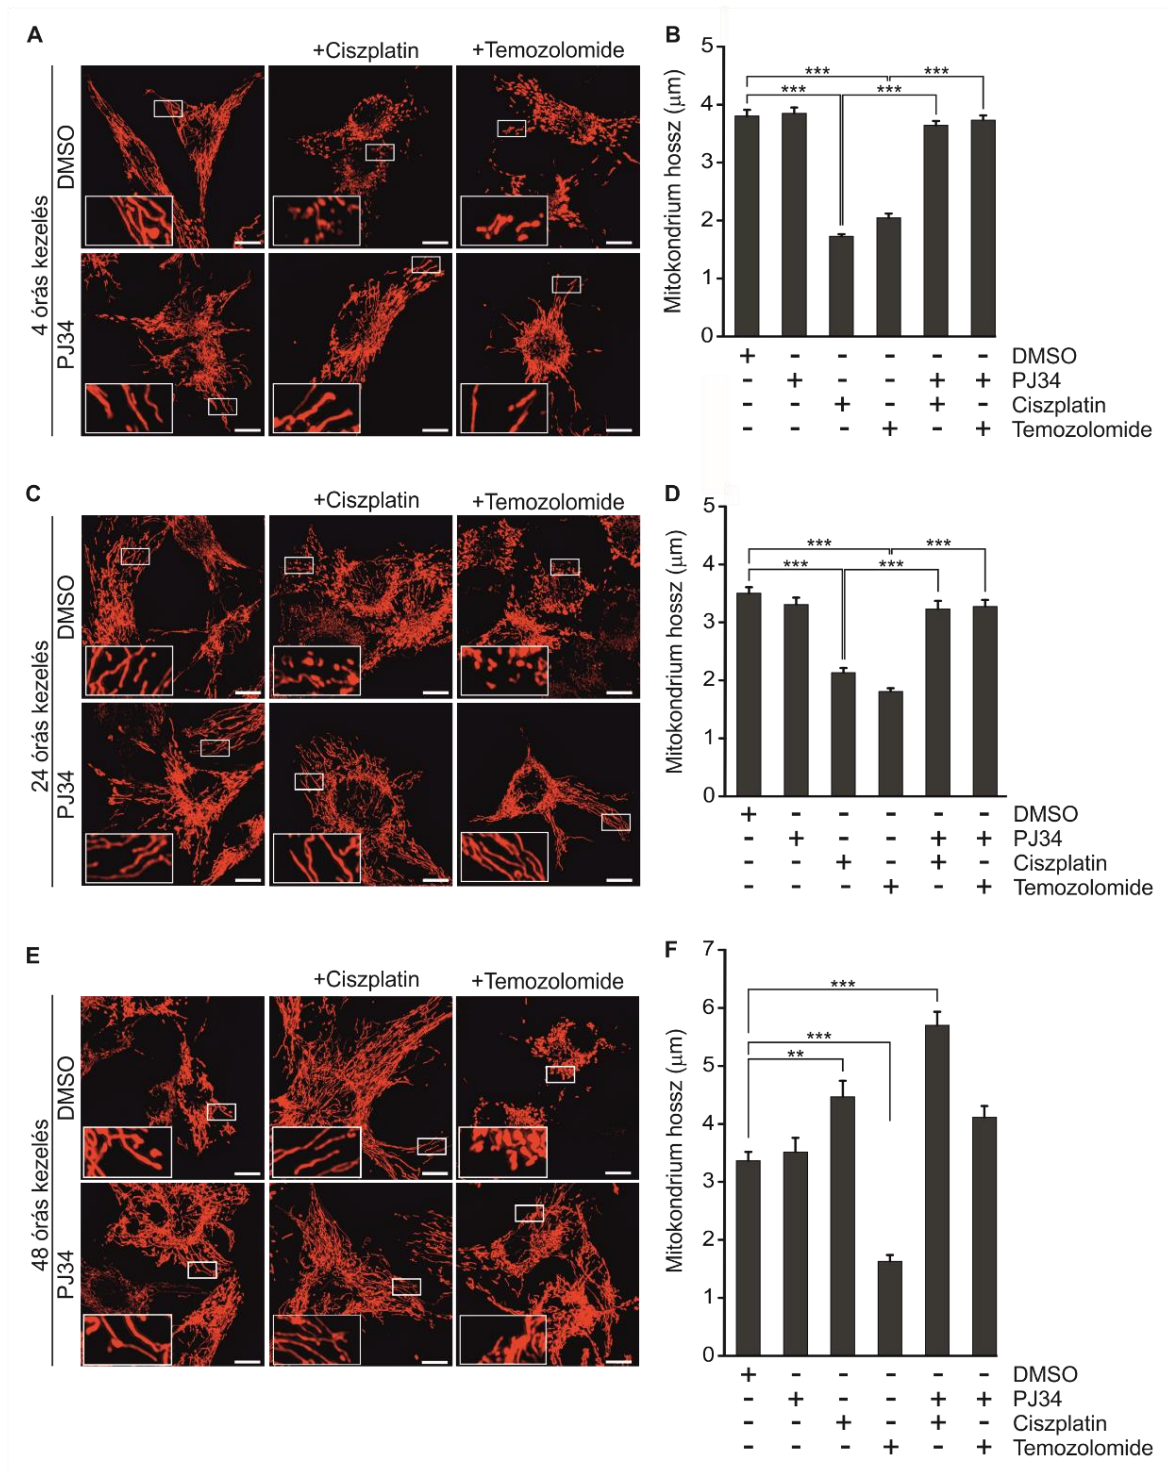 A
+Ciszplatin
+Temozolomide
4 órás kezelés
DMSO
PJ34
B
Mitokondrium hossz (μm)
5
4
3
2
1
0
***
***
***
***
+ - - - - - DMSO
- + - - + + PJ34
- - + - + - Ciszplatin
- - - + - + Temozolomide
C
+Ciszplatin
+Temozolomide
24 órás kezelés
DMSO
PJ34
D
Mitokondrium hossz (μm)
5
4
3
2
1
0
***
***
***
***
+ - - - - - DMSO
- + - - + + PJ34
- - + - + - Ciszplatin
- - - + - + Temozolomide
E
+Ciszplatin
+Temozolomide
48 órás kezelés
DMSO
PJ34
F
Mitokondrium hossz (μm)
7
6
5
4
3
2
1
0
***
***
**
+ - - - - - DMSO
- + - - + + PJ34
- - + - + - Ciszplatin
- - - + - + Temozolomide